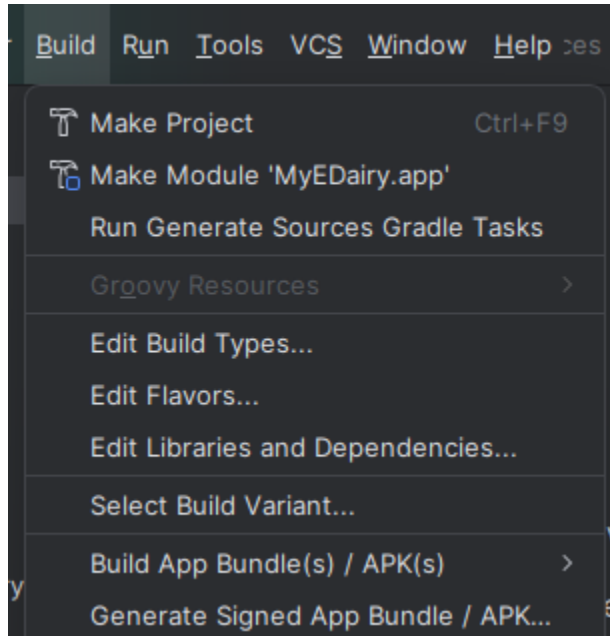 Build Run Tools VCS Window Help
Make Project Ctrl+F9
Make Module 'MyEDairy.app'
Run Generate Sources Gradle Tasks
Groovy Resources
Edit Build Types...
Edit Flavors...
Edit Libraries and Dependencies...
Select Build Variant...
Build App Bundle(s) / APK(s)
Generate Signed App Bundle / APK...